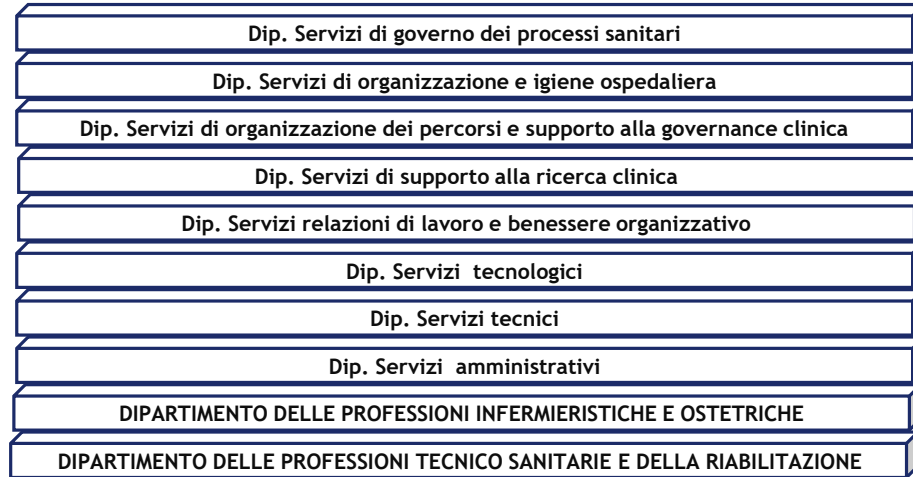 Dip. Servizi di governo dei processi sanitari
Dip. Servizi di organizzazione e igiene ospedaliera
Dip. Servizi di organizzazione dei percorsi e supporto alla governance clinica
Dip. Servizi di supporto alla ricerca clinica
Dip. Servizi relazioni di lavoro e benessere organizzativo
Dip. Servizi tecnologici
Dip. Servizi tecnici
Dip. Servizi amministrativi
DIPARTIMENTO DELLE PROFESSIONI INFERMIERISTICHE E OSTETRICHE
DIPARTIMENTO DELLE PROFESSIONI TECNICO SANITARIE E DELLA RIABILITAZIONE